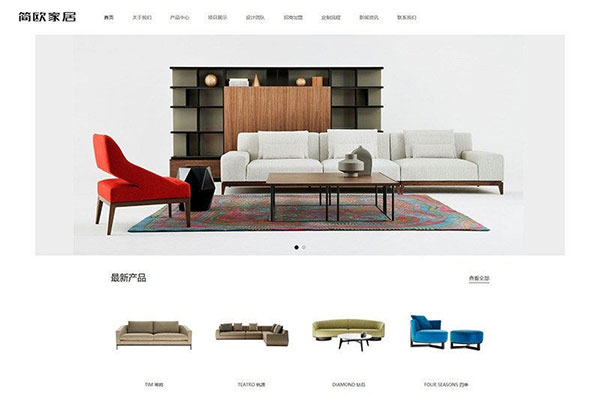 简欧家居
首页 关于我们 产品中心 项目展示 设计团队 招商加盟 定制流程 新闻资讯 联系我们
最新产品
查看全部
TIM 蒂姆
TEATRO 帖澳
DIAMOND 钻石
FOUR SEASONS 四季